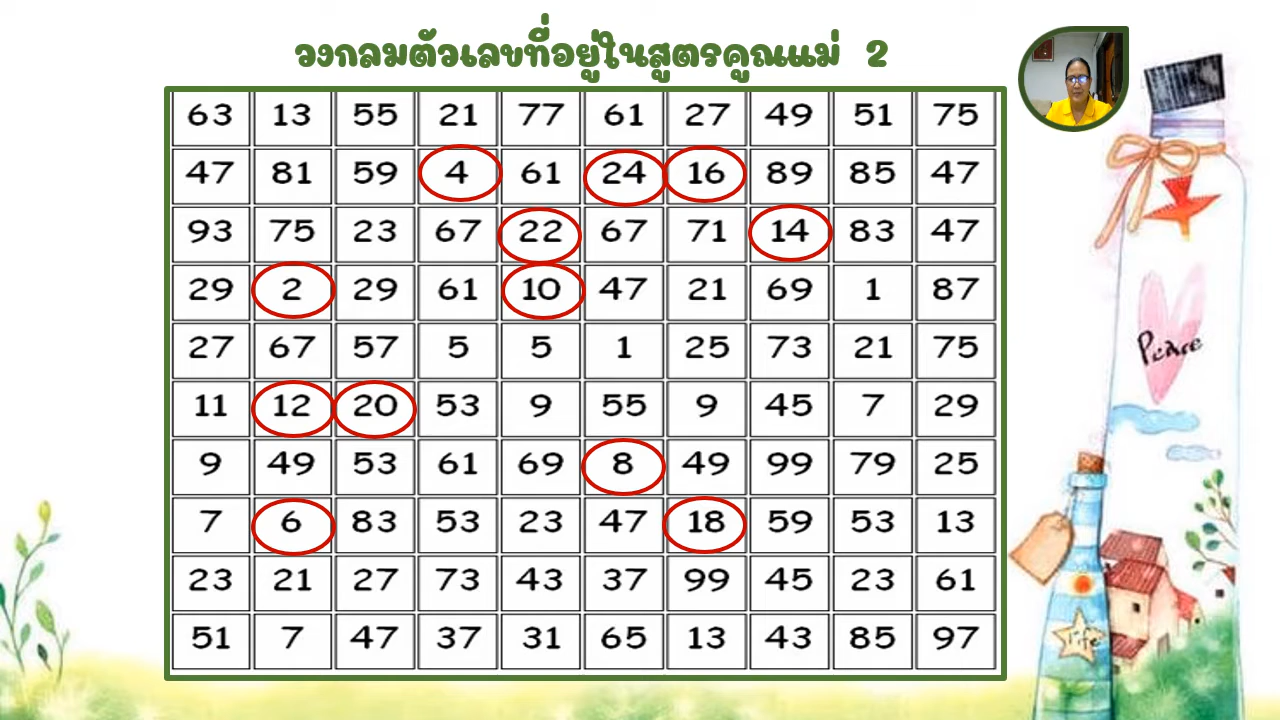 วงกลมตัวเลขที่อยู่ในสูตรคูณแม่ 2
63 13 55 21 77 61 27 49 51 75
47 81 59 4 61 24 16 89 85 47
93 75 23 67 22 67 71 14 83 47
29 2 29 61 10 47 21 69 1 87
27 67 57 5 5 1 25 73 21 75
11 12 20 53 9 55 9 45 7 29
9 49 53 61 69 8 49 99 79 25
7 6 83 53 23 47 18 59 53 13
23 21 27 73 43 37 99 45 23 61
51 7 47 37 31 65 13 43 85 97
Peace
life